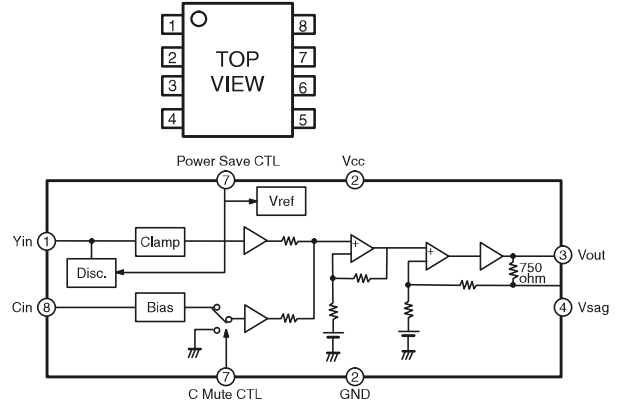 1 8
2 TOP 7
3 VIEW 6
4 5
Power Save CTL Vcc
7 2
Vref
Yin 1 Clamp
3 Vout
Disc. 750
ohm
Cin 8 Bias
4 Vsag
7 2
C Mute CTL GND